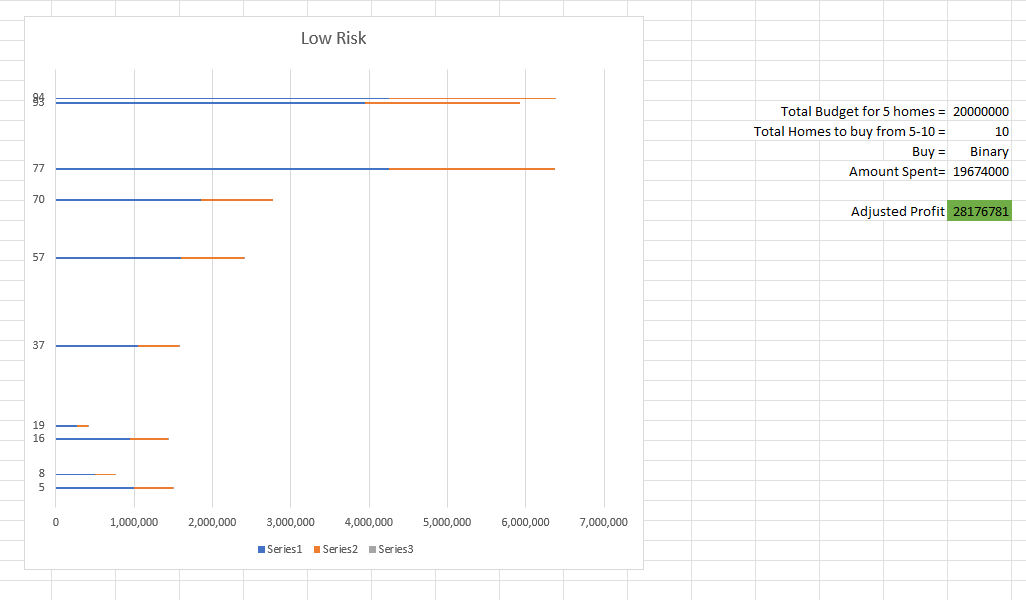 Low Risk
94
93
77
70
57
37
19
16
8
5
0 1,000,000 2,000,000 3,000,000 4,000,000 5,000,000 6,000,000 7,000,000
Series1 Series2 Series3
Total Budget for 5 homes = 20000000
Total Homes to buy from 5-10 = 10
Buy = Binary
Amount Spent= 19674000
Adjusted Profit 28176781